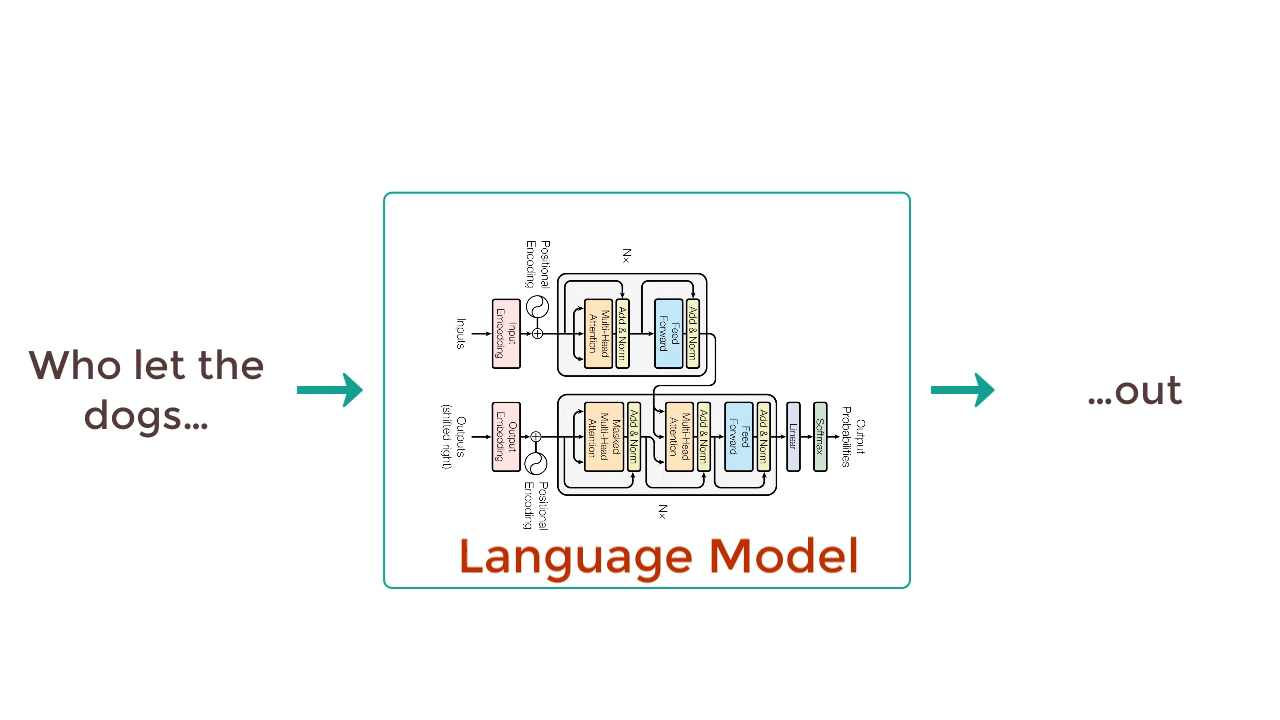 Who let the
dogs...
Nx
Positional
Encoding
Inputs
Input
Embedding
Multi-Head
Attention
Add & Norm
Feed
Forward
Add & Norm
Outputs
(shifted right)
Output
Embedding
Positional
Encoding
Masked
Multi-Head
Attention
Add & Norm
Multi-Head
Attention
Add & Norm
Feed
Forward
Add & Norm
Linear
Softmax
Output
Probabilities
Nx
Language Model
...out